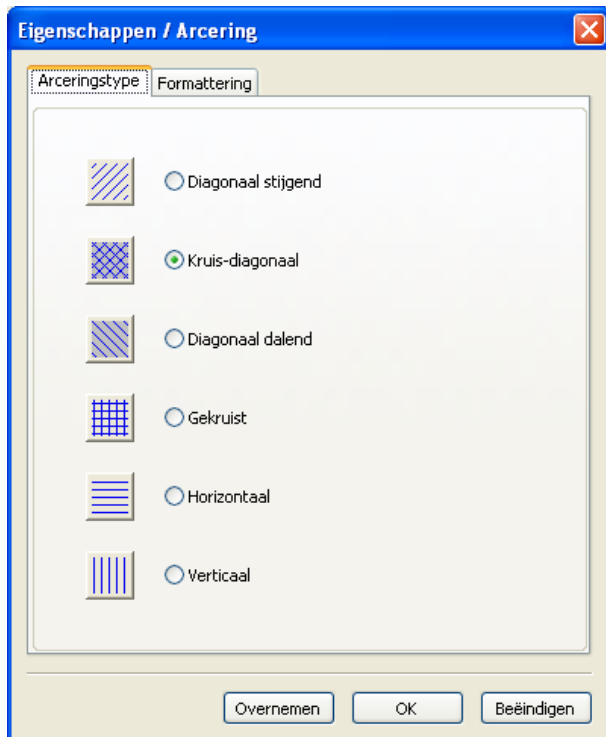 Eigenschappen / Arcering
Arceringstype Formattering
Diagonaal stijgend
Kruis-diagonaal
Diagonaal dalend
Gekruist
Horizontaal
Verticaal
Overnemen OK Beëindigen